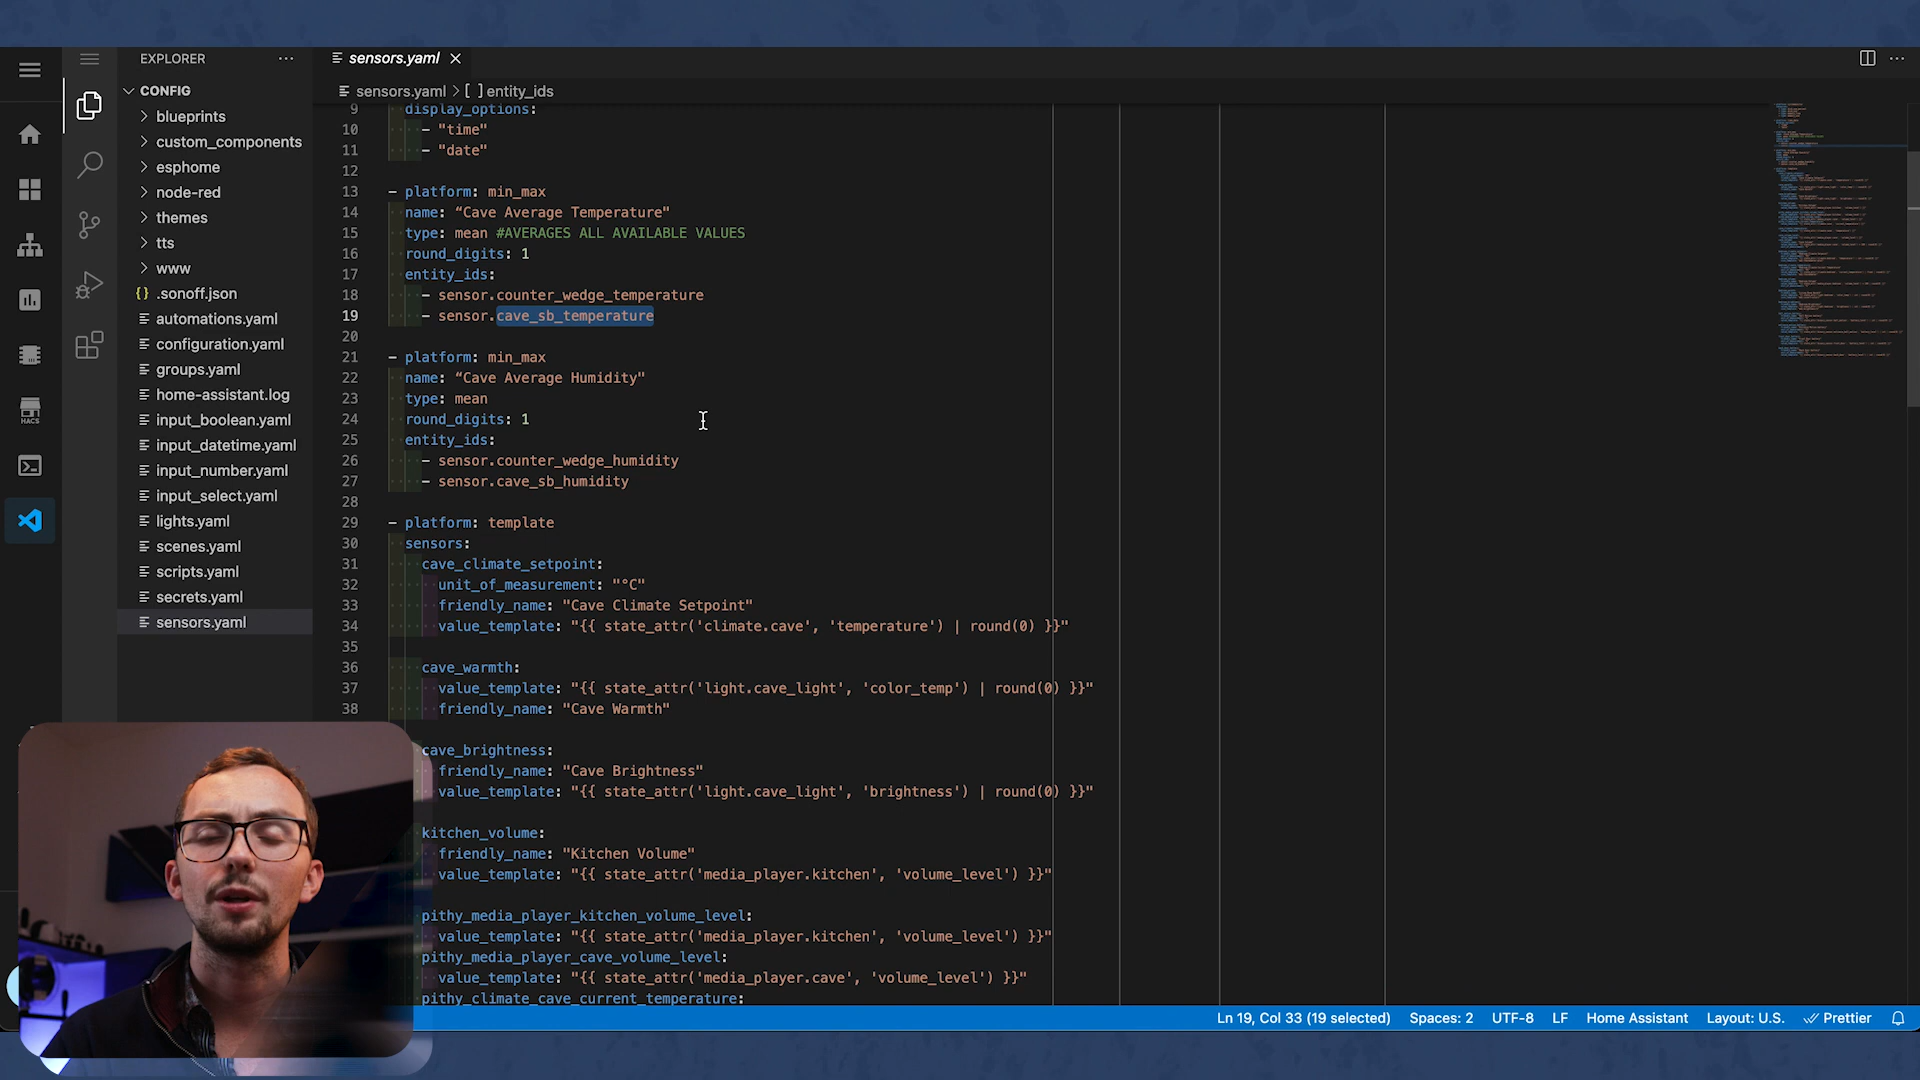 EXPLORER
CONFIG
blueprints
custom_components
esphome
node-red
themes
tts
www
{} .sonoff.json
automations.yaml
configuration.yaml
groups.yaml
home-assistant.log
input_boolean.yaml
input_datetime.yaml
input_number.yaml
input_select.yaml
lights.yaml
scenes.yaml
scripts.yaml
secrets.yaml
sensors.yaml
HACS
sensors.yaml
sensors.yaml > [ ] entity_ids
9 display_options:
10 - "time"
11 - "date"
12
13 - platform: min_max
14 name: “Cave Average Temperature"
15 type: mean #AVERAGES ALL AVAILABLE VALUES
16 round_digits: 1
17 entity_ids:
18 - sensor.counter_wedge_temperature
19 - sensor.cave_sb_temperature
20
21 - platform: min_max
22 name: “Cave Average Humidity"
23 type: mean
24 round_digits: 1
25 entity_ids:
26 - sensor.counter_wedge_humidity
27 - sensor.cave_sb_humidity
28
29 - platform: template
30 sensors:
31 cave_climate_setpoint:
32 unit_of_measurement: "°C"
33 friendly_name: "Cave Climate Setpoint"
34 value_template: "{{ state_attr('climate.cave', 'temperature') | round(0) }}"
35
36 cave_warmth:
37 value_template: "{{ state_attr('light.cave_light', 'color_temp') | round(0) }}"
38 friendly_name: "Cave Warmth"
cave_brightness:
friendly_name: "Cave Brightness"
value_template: "{{ state_attr('light.cave_light', 'brightness') | round(0) }}"
kitchen_volume:
friendly_name: "Kitchen Volume"
value_template: "{{ state_attr('media_player.kitchen', 'volume_level') }}"
pithy_media_player_kitchen_volume_level:
value_template: "{{ state_attr('media_player.kitchen', 'volume_level') }}"
pithy_media_player_cave_volume_level:
value_template: "{{ state_attr('media_player.cave', 'volume_level') }}"
pithy_climate_cave_current_temperature:
Ln 19, Col 33 (19 selected) Spaces: 2 UTF-8 LF Home Assistant Layout: U.S. Prettier